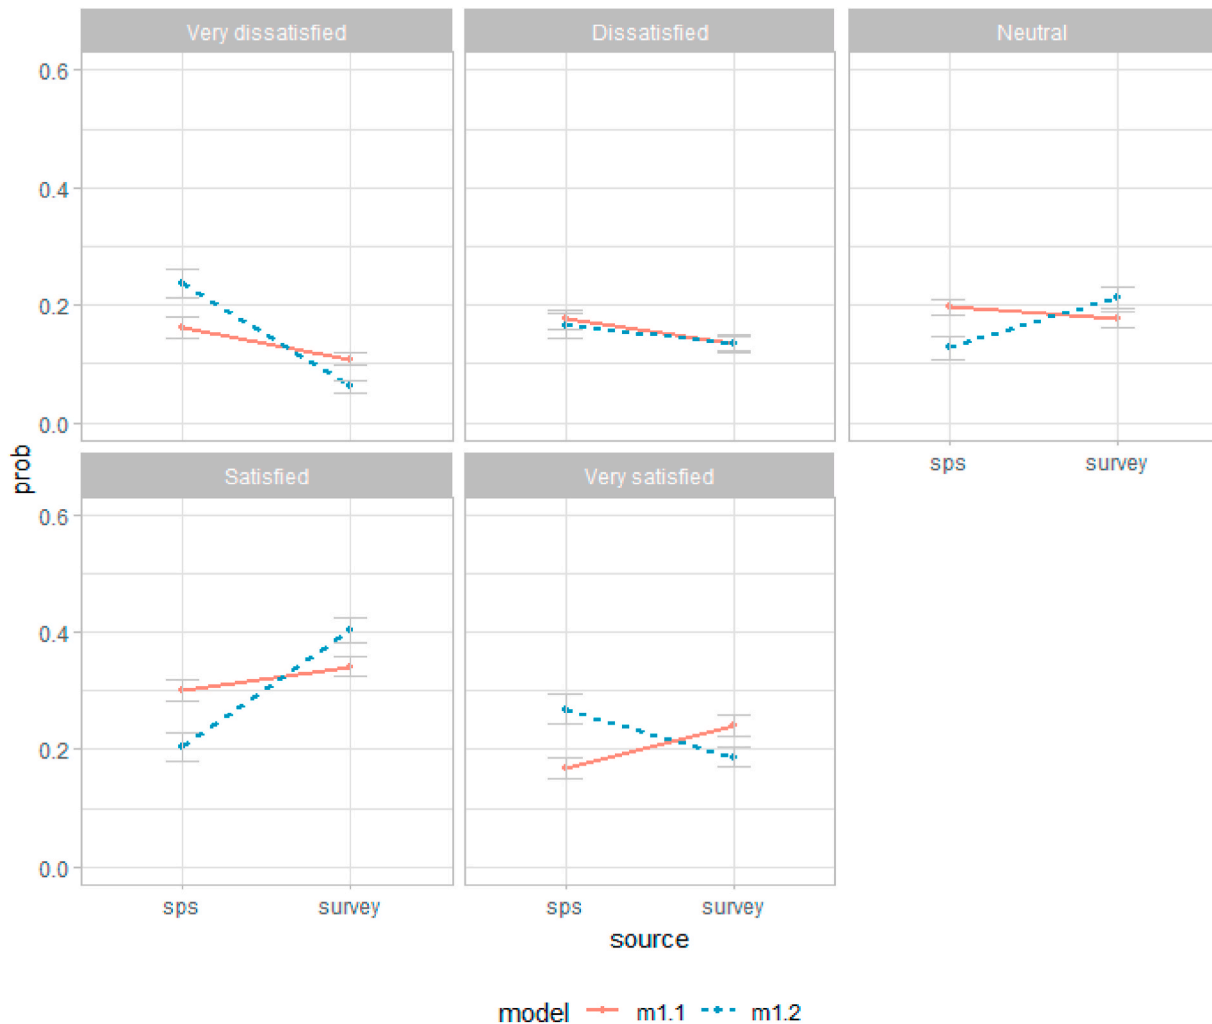 Very dissatisfied
Dissatisfied
Neutral
0.6
0.4
0.2
0.0
sps
survey
prob
Satisfied
Very satisfied
0.6
0.4
0.2
0.0
sps
survey
sps
survey
source
model m1.1 m1.2